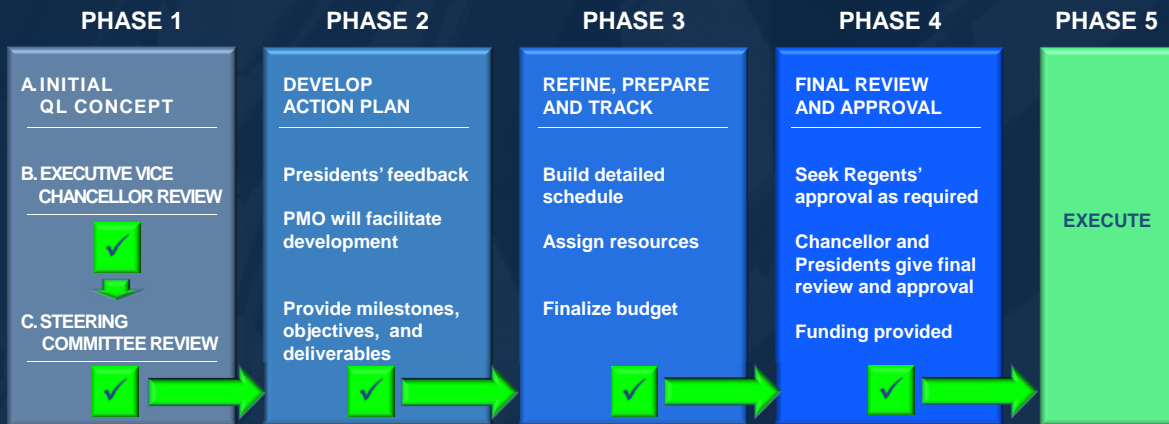 PHASE 1
A. INITIAL
QL CONCEPT
B. EXECUTIVE VICE
CHANCELLOR REVIEW
C. STEERING
COMMITTEE REVIEW
PHASE 2
DEVELOP
ACTION PLAN
Presidents' feedback
PMO will facilitate
development
Provide milestones,
objectives, and
deliverables
PHASE 3
REFINE, PREPARE
AND TRACK
Build detailed
schedule
Assign resources
Finalize budget
PHASE 4
FINAL REVIEW
AND APPROVAL
Seek Regents'
approval as required
Chancellor and
Presidents give final
review and approval
Funding provided
PHASE 5
EXECUTE